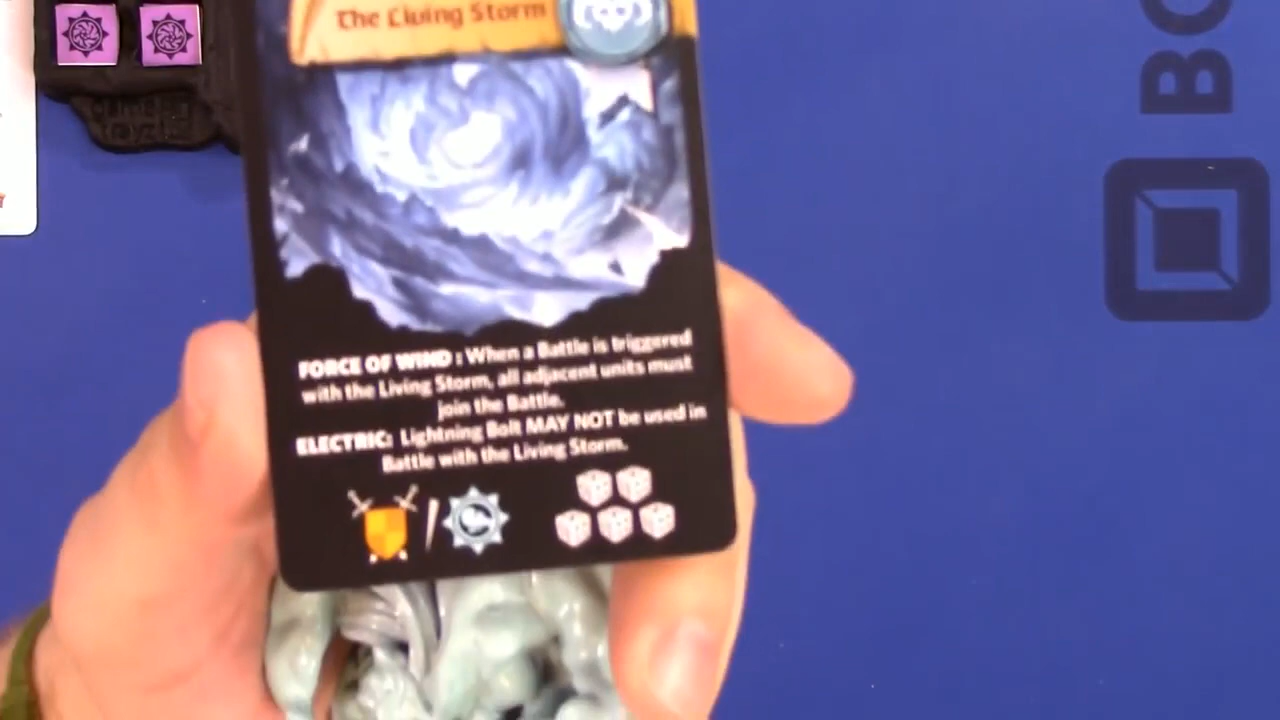 The Living Storm
BO
FORCE OF WIND : When a Battle is triggered
with the Living Storm, all adjacent units must
join the Battle.
ELECTRIC: Lightning Bolt MAY NOT be used in
Battle with the Living Storm.